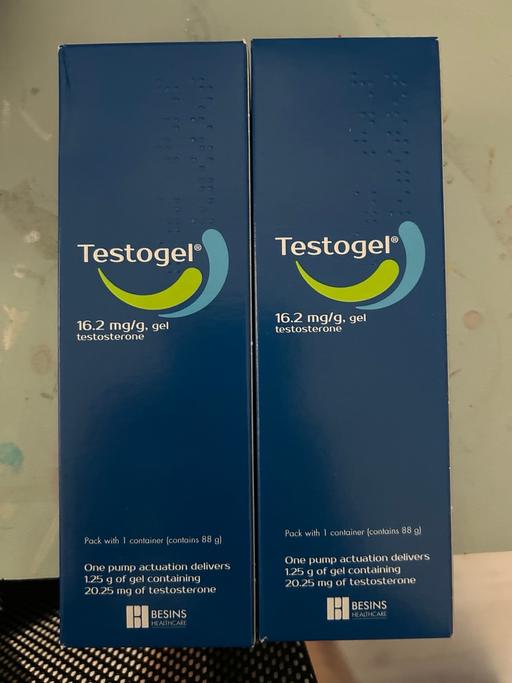 Testogel®
16.2 mg/g, gel
testosterone
Pack with 1 container (contains 88 g)
One pump actuation delivers
1.25 g of gel containing
20.25 mg of testosterone
BESINS
HEALTHCARE
Testogel®
16.2 mg/g, gel
testosterone
Pack with 1 container (contains 88 g)
One pump actuation delivers
1.25 g of gel containing
20.25 mg of testosterone
BESINS
HEALTHCARE